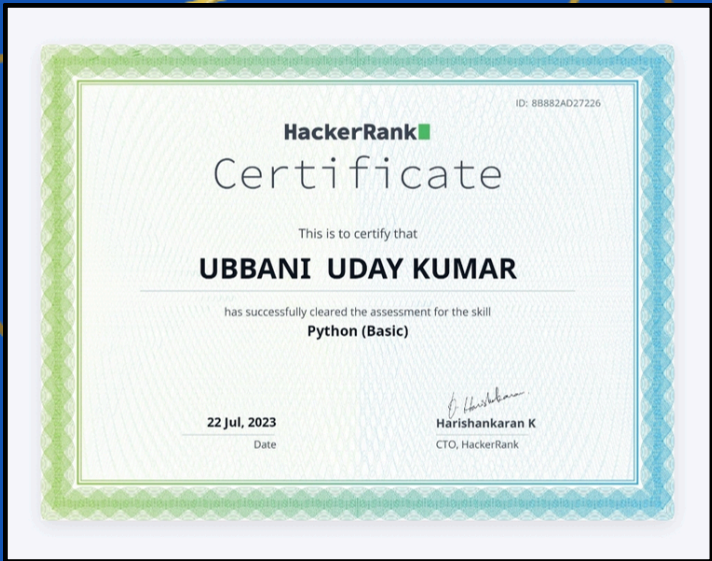 ID: 8B882AD27226
HackerRank
Certificate
This is to certify that
UBBANI UDAY KUMAR
has successfully cleared the assessment for the skill
Python (Basic)
22 Jul, 2023
Date
Harishankaran K
CTO, HackerRank